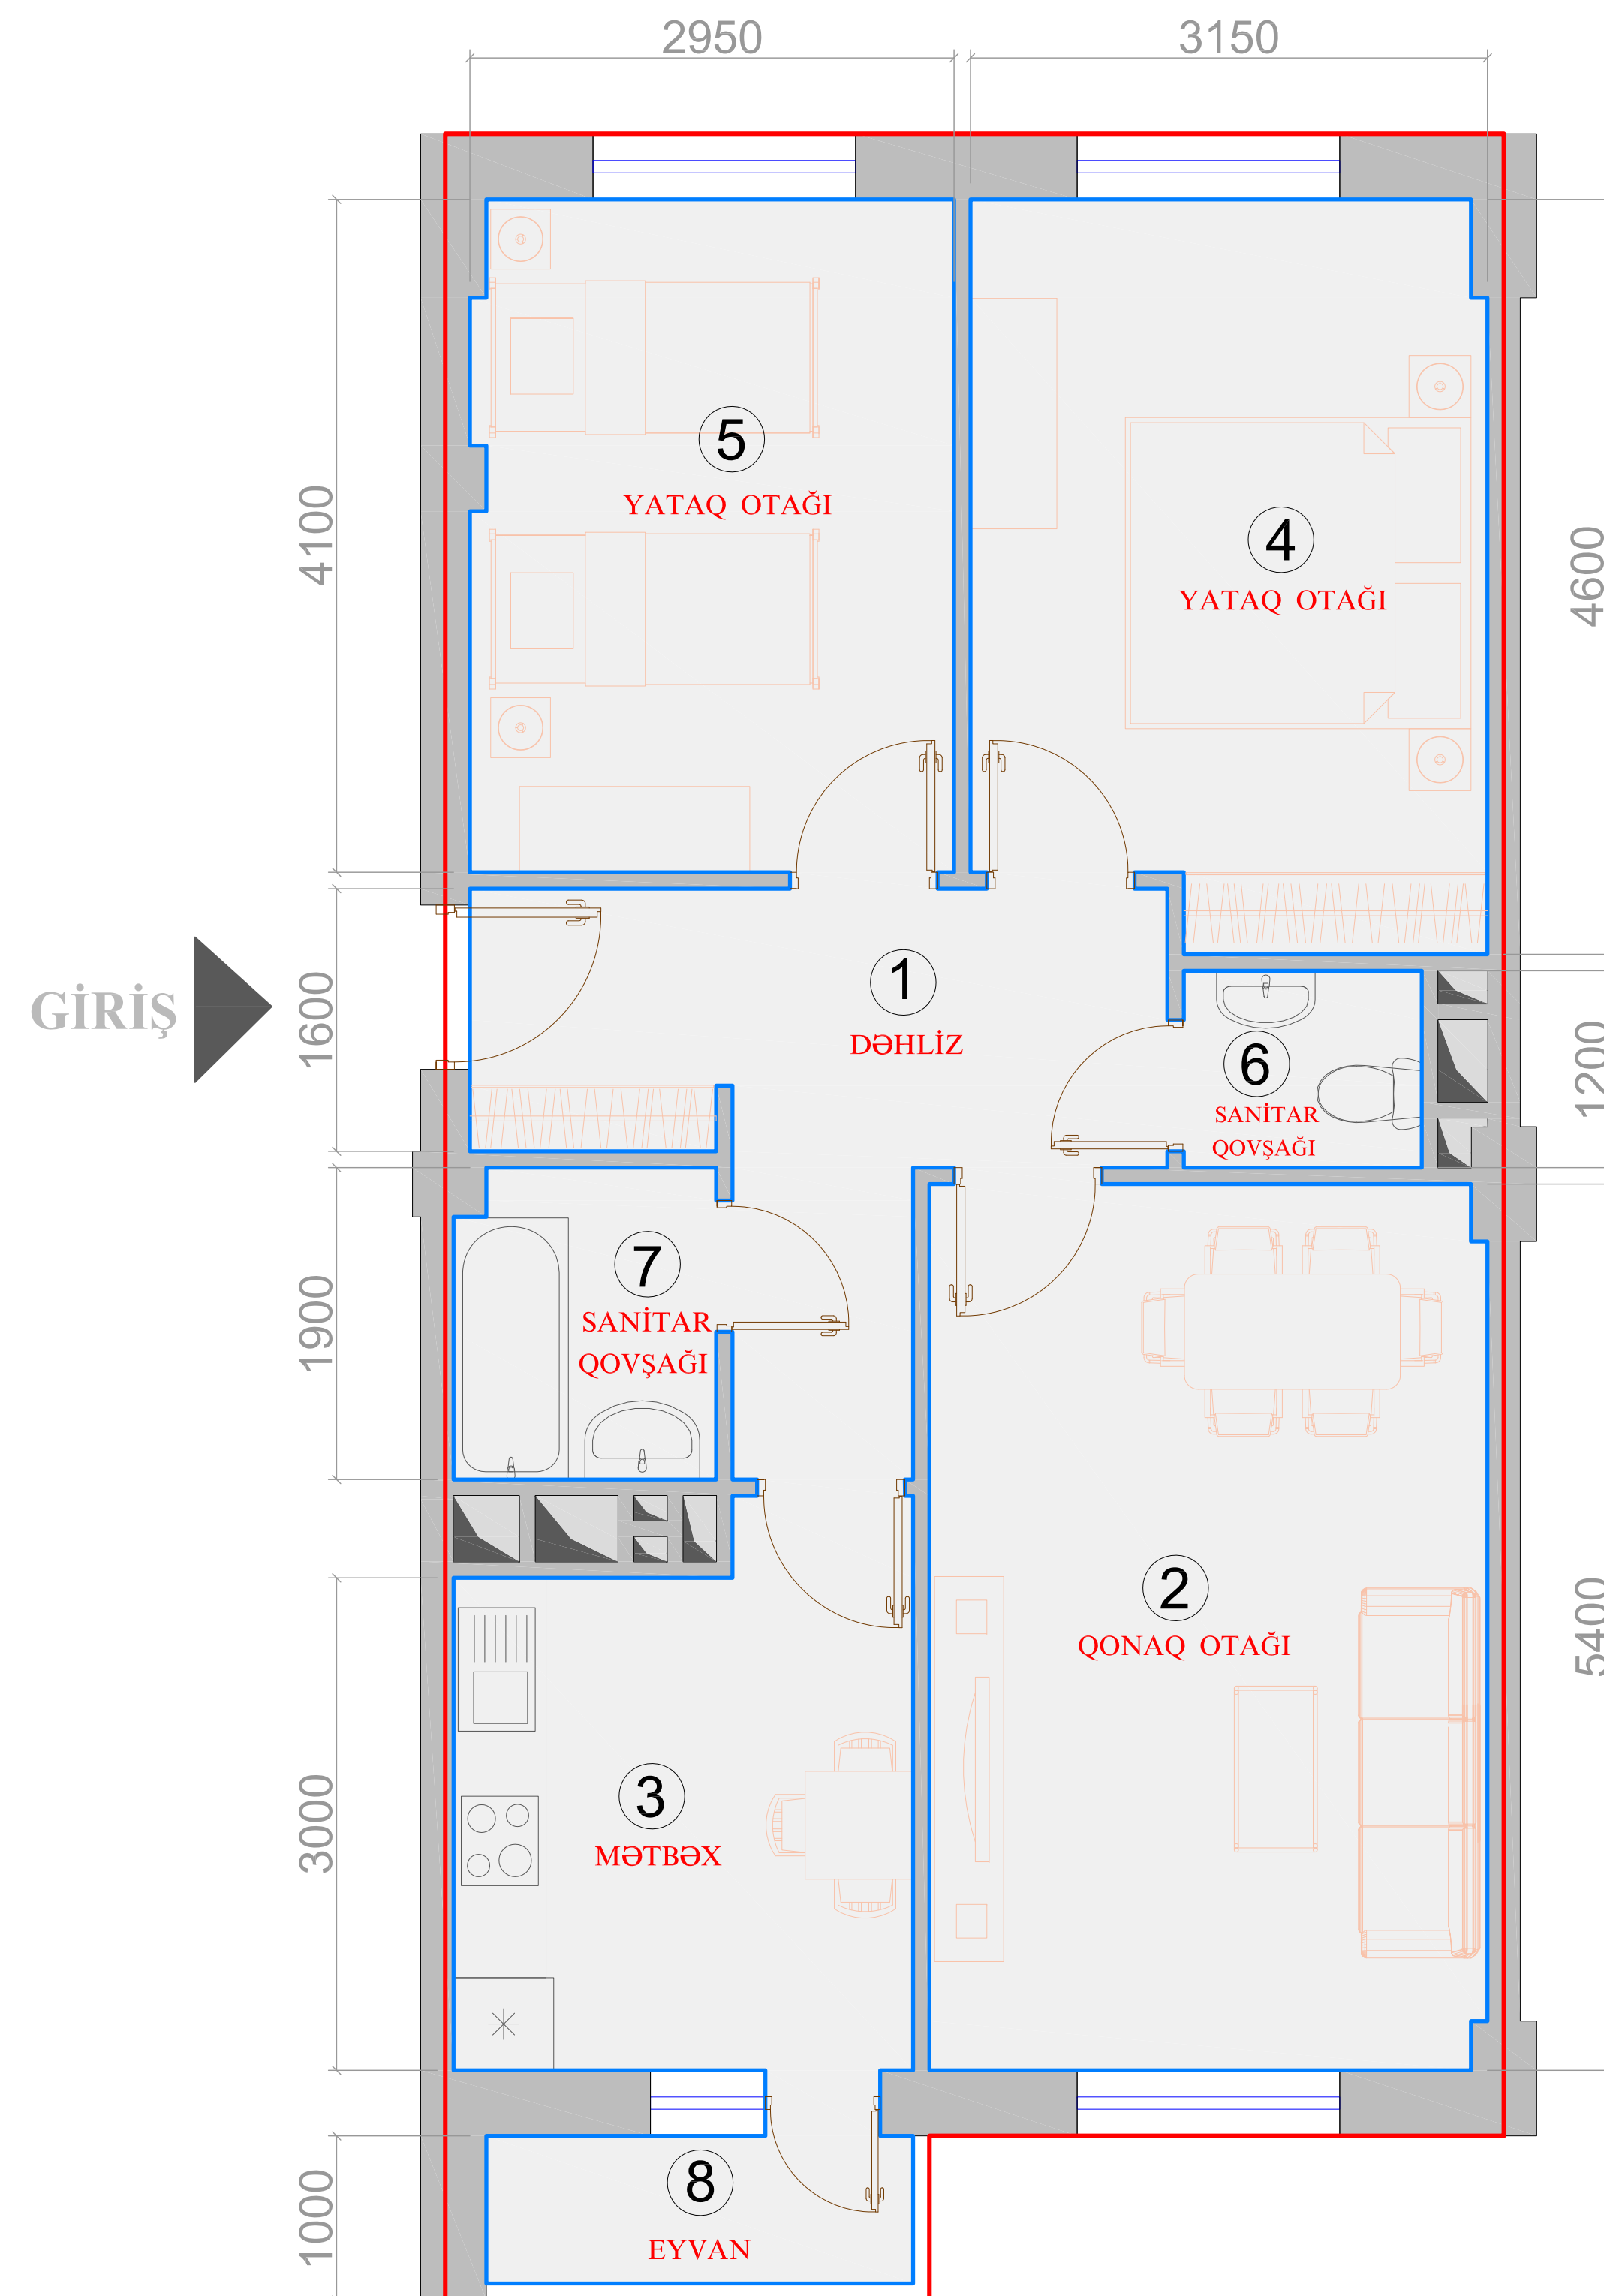 2950
3150
4100
5
YATAQ OTAĞI
4
YATAQ OTAĞI
4600
GİRİŞ
1600
1
DƏHLİZ
6
SANİTAR
QOVŞAĞI
1200
1900
7
SANİTAR
QOVŞAĞI
2
QONAQ OTAĞI
5400
3000
3
MƏTBƏX
1000
8
EYVAN